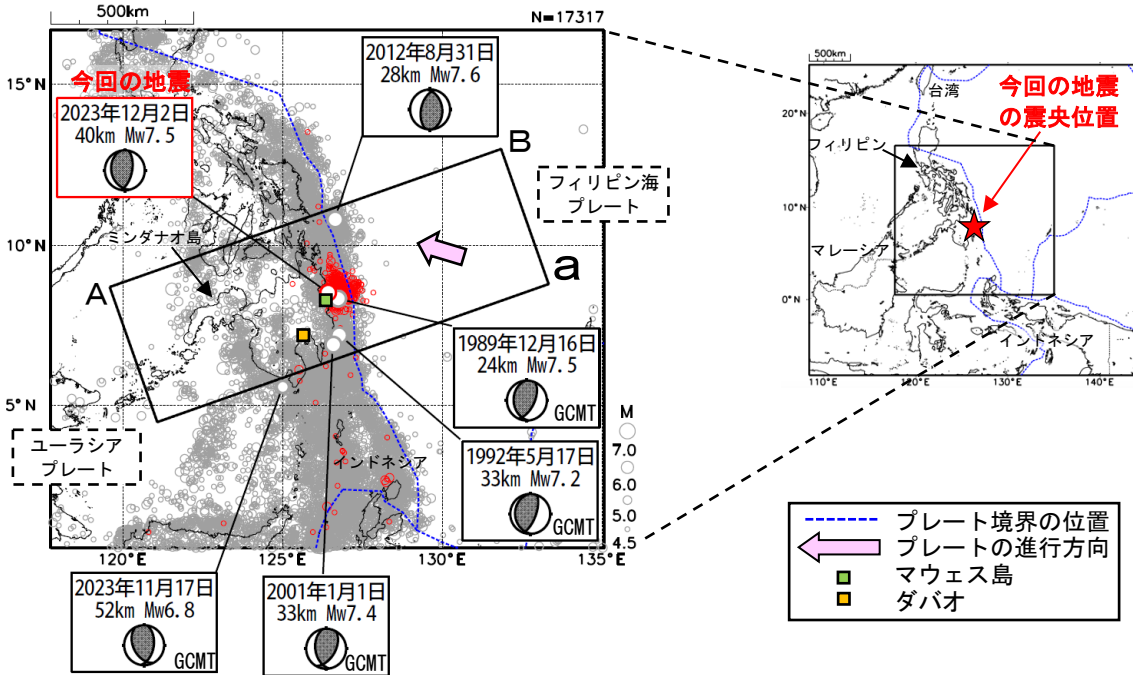 500km
N=17317
15°N
10°N
5°N
120°E
125°E
130°E
135°E
今回の地震
2023年12月2日
40km Mw7.5
2012年8月31日
28km Mw7.6
B
フィリピン海
プレート
ミンダナオ島
A
a
1989年12月16日
24km Mw7.5
GCMT
1992年5月17日
33km Mw7.2
GCMT
ユーラシア
プレート
インドネシア
M
7.0
6.0
5.0
4.5
2023年11月17日
52km Mw6.8
GCMT
2001年1月1日
33km Mw7.4
GCMT
500km
台湾
今回の地震
の震央位置
フィリピン
マレーシア
インドネシア
20°N
10°N
0°N
110°E
120°E
130°E
140°E
プレート境界の位置
プレートの進行方向
マウェス島
ダバオ